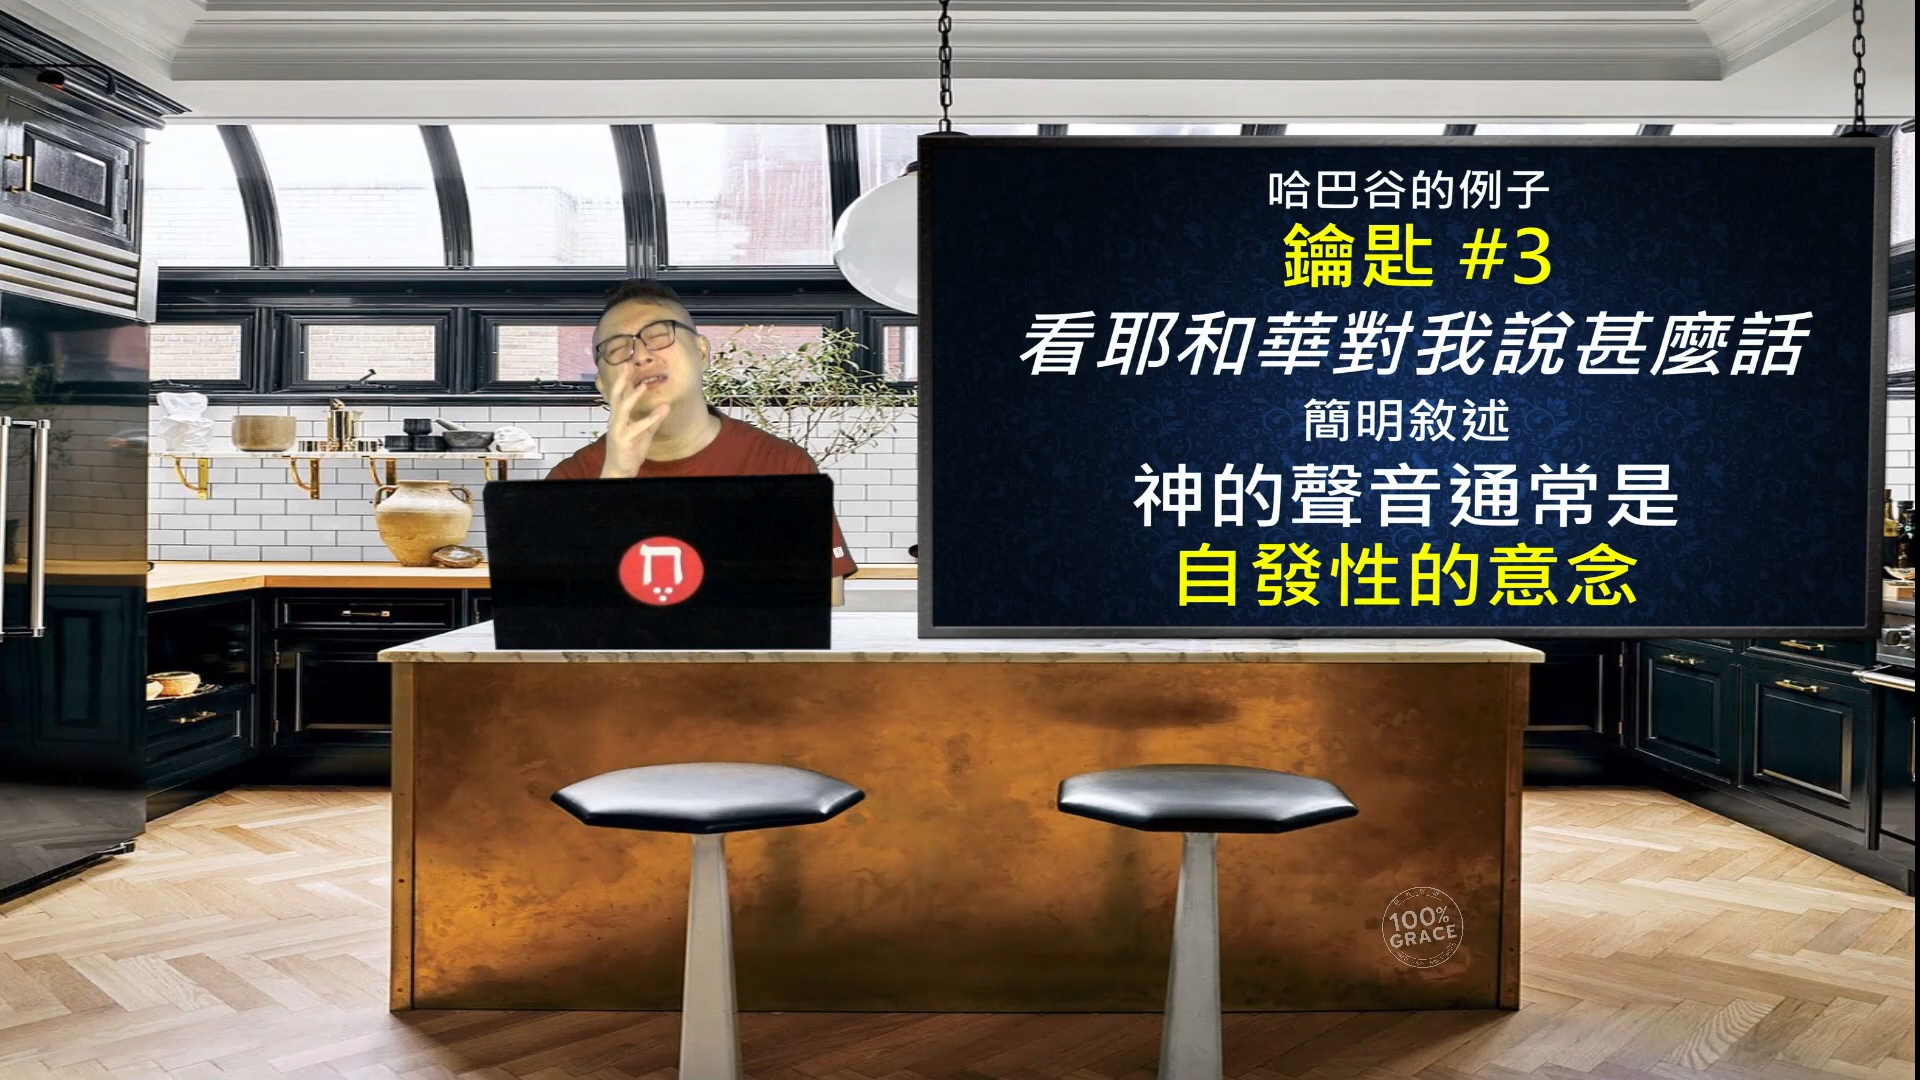 哈巴谷的例子
鑰匙 #3
看耶和華對我說甚麼話
簡明敘述
神的聲音通常是
自發性的意念
ח
100%
GRACE